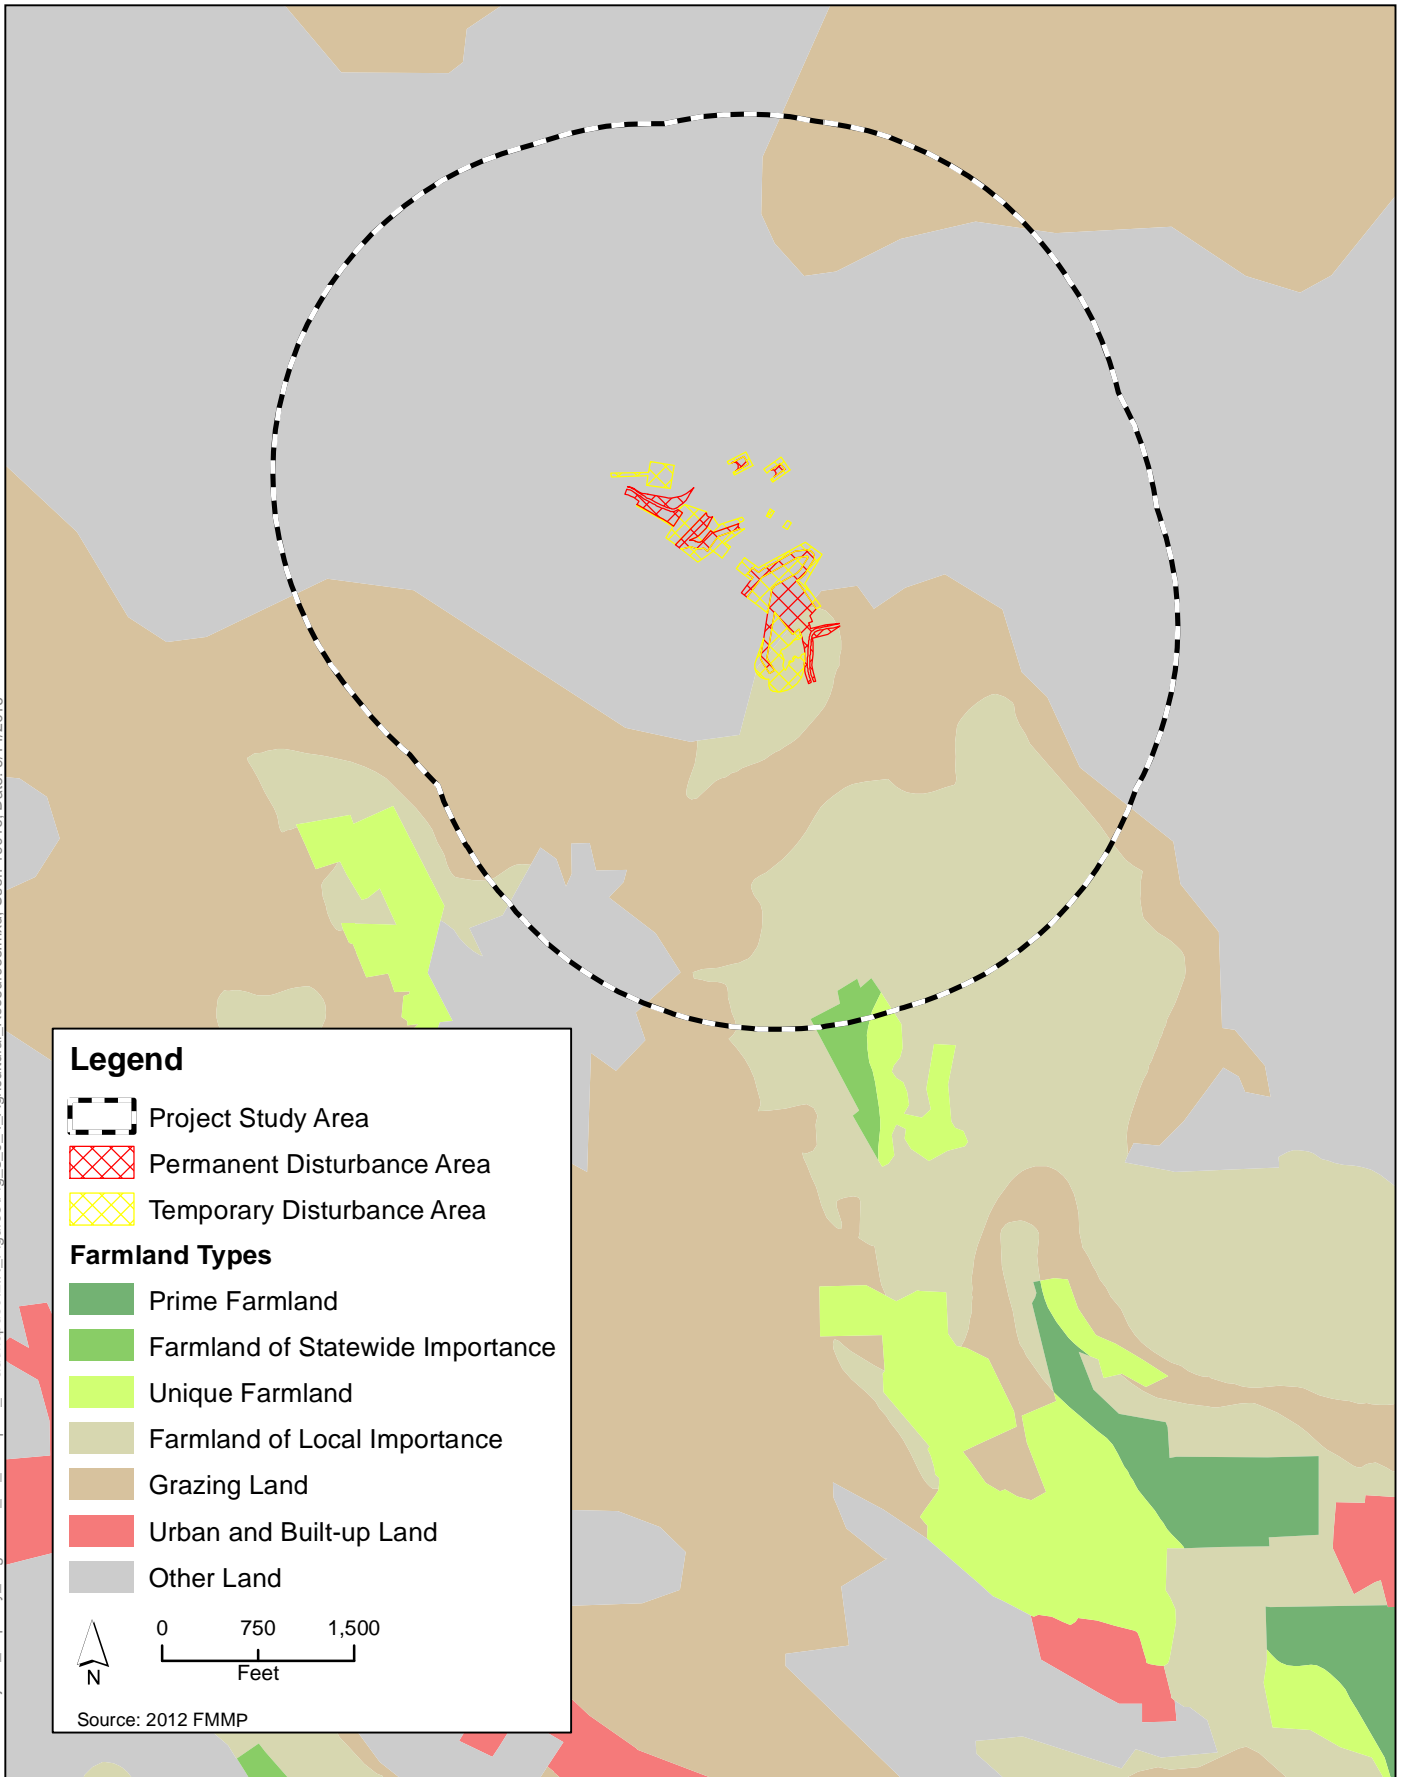 Legend
Project Study Area
Permanent Disturbance Area
Temporary Disturbance Area
Farmland Types
Prime Farmland
Farmland of Statewide Importance
Unique Farmland
Farmland of Local Importance
Grazing Land
Urban and Built-up Land
Other Land
0 750 1,500
Feet
N
Source: 2012 FMMP